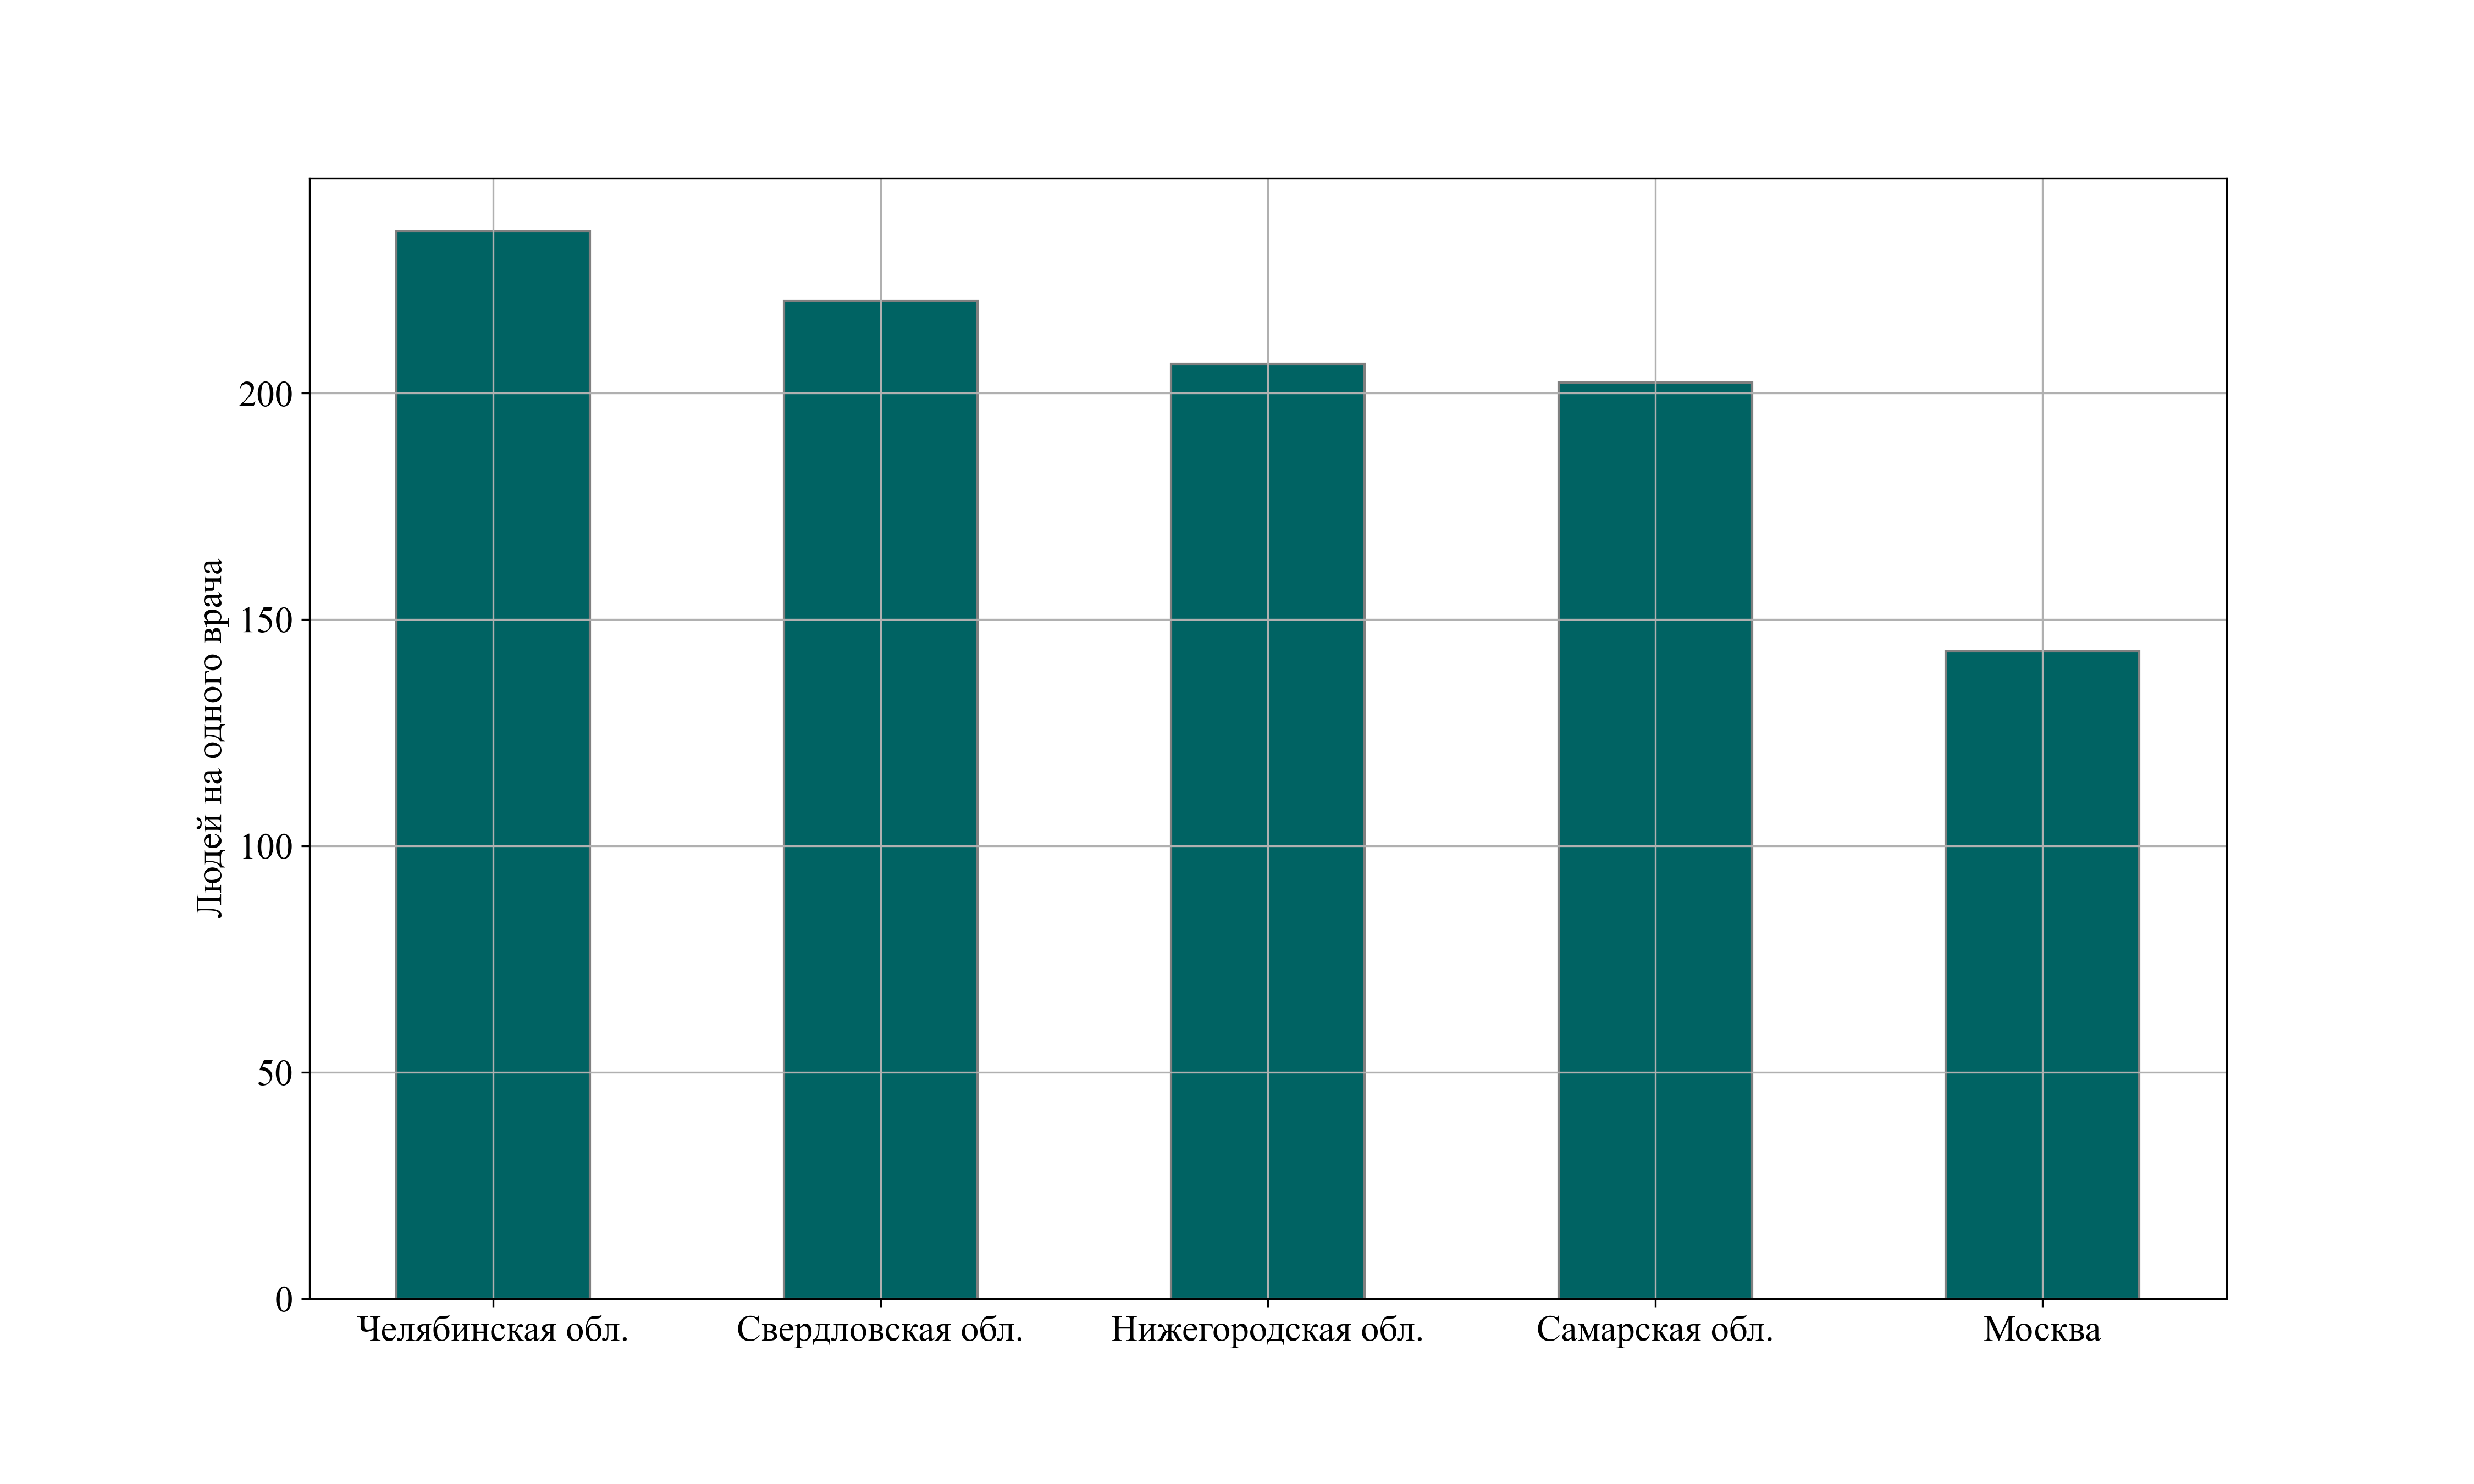 Людей на одного врача
200
150
100
50
0
Челябинская обл.
Свердловская обл.
Нижегородская обл.
Самарская обл.
Москва